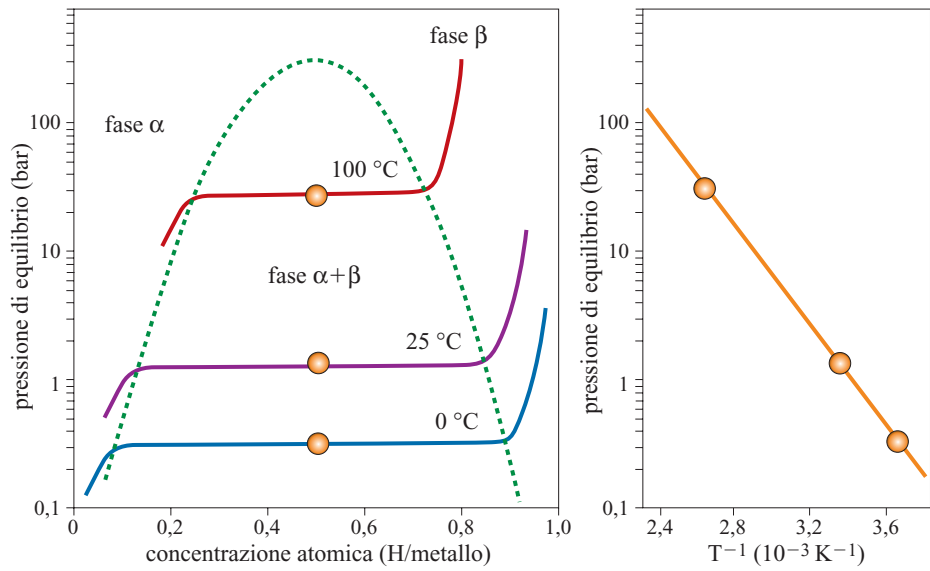 pressione di equilibrio (bar)
100
10
1
0,1
fase α
fase β
100 °C
fase α+β
25 °C
0 °C
0
0,2
0,4
0,6
0,8
1,0
concentrazione atomica (H/metallo)
pressione di equilibrio (bar)
100
10
1
0,1
2,4
2,8
3,2
3,6
T⁻¹ (10⁻³ K⁻¹)